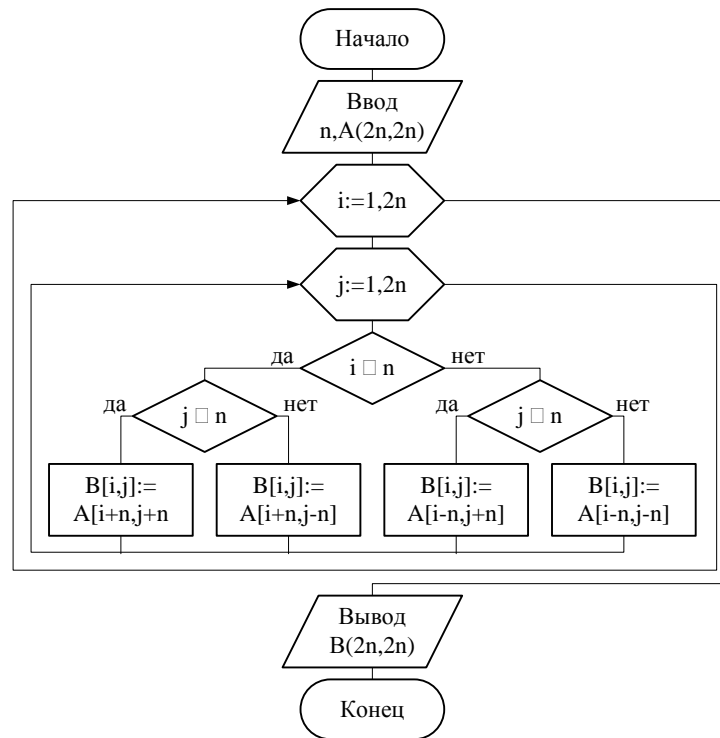 Начало
Ввод
n,A(2n,2n)
i:=1,2n
j:=1,2n
да
i □ n
нет
да
j □ n
нет
да
j □ n
нет
B[i,j]:=
A[i+n,j+n
B[i,j]:=
A[i+n,j-n]
B[i,j]:=
A[i-n,j+n]
B[i,j]:=
A[i-n,j-n]
Вывод
B(2n,2n)
Конец